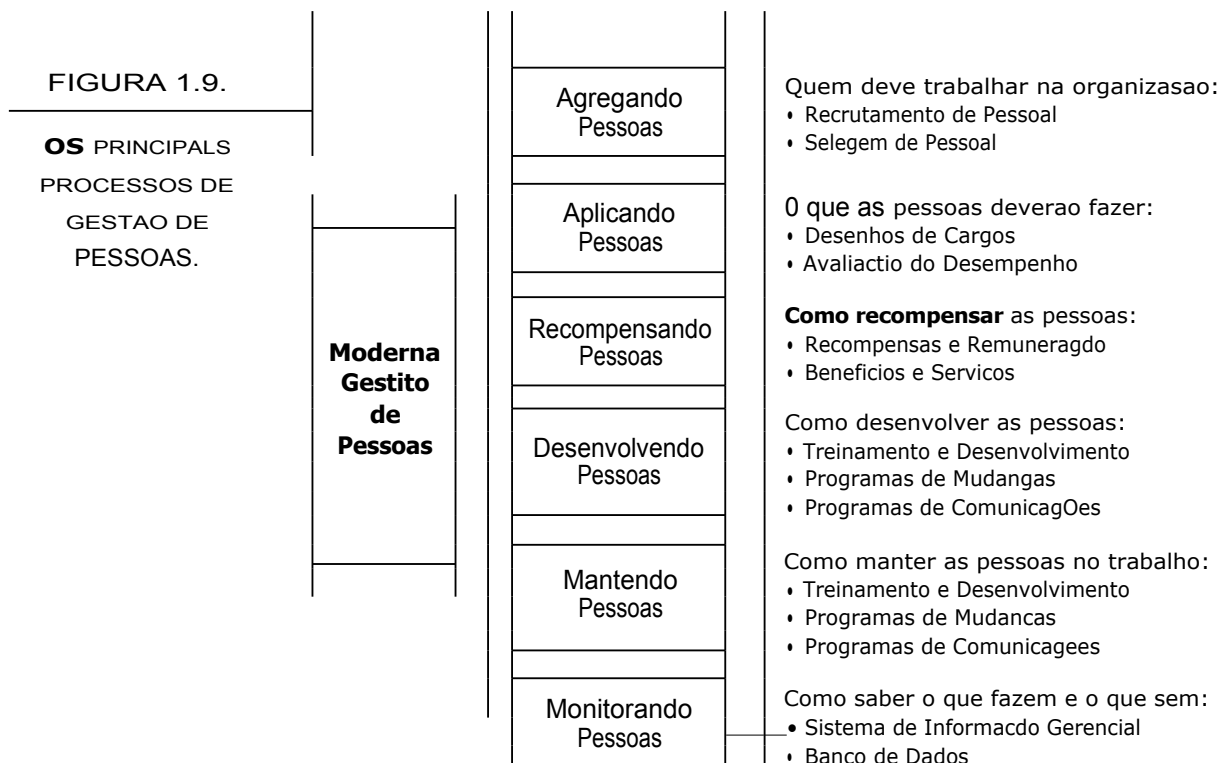 FIGURA 1.9.
OS PRINCIPALS
PROCESSOS DE
GESTAO DE
PESSOAS.
Moderna
Gestito
de
Pessoas
Agregando
Pessoas
Quem deve trabalhar na organizasao:
• Recrutamento de Pessoal
• Selegem de Pessoal
Aplicando
Pessoas
0 que as pessoas deverao fazer:
• Desenhos de Cargos
• Avaliactio do Desempenho
Recompensando
Pessoas
Como recompensar as pessoas:
• Recompensas e Remuneragdo
• Beneficios e Servicos
Desenvolvendo
Pessoas
Como desenvolver as pessoas:
• Treinamento e Desenvolvimento
• Programas de Mudangas
• Programas de ComunicagOes
Mantendo
Pessoas
Como manter as pessoas no trabalho:
• Treinamento e Desenvolvimento
• Programas de Mudancas
• Programas de Comunicagees
Monitorando
Pessoas
Como saber o que fazem e o que sem:
• Sistema de Informacdo Gerencial
• Banco de Dados